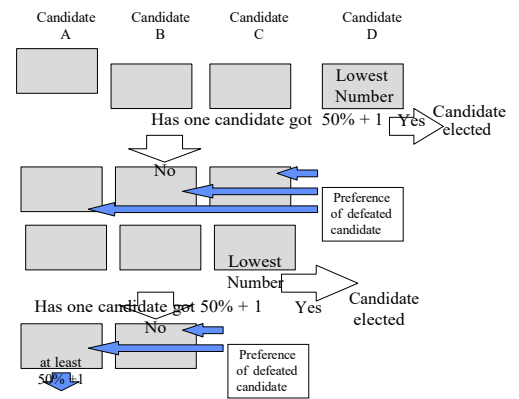 Candidate A
Candidate B
Candidate C
Candidate D
Lowest
Number
Has one candidate got 50% + 1
Yes
Candidate
elected
No
Preference
of defeated
candidate
Lowest
Number
Has one candidate got 50% + 1
Yes
Candidate
elected
No
at least
50% +1
Preference
of defeated
candidate